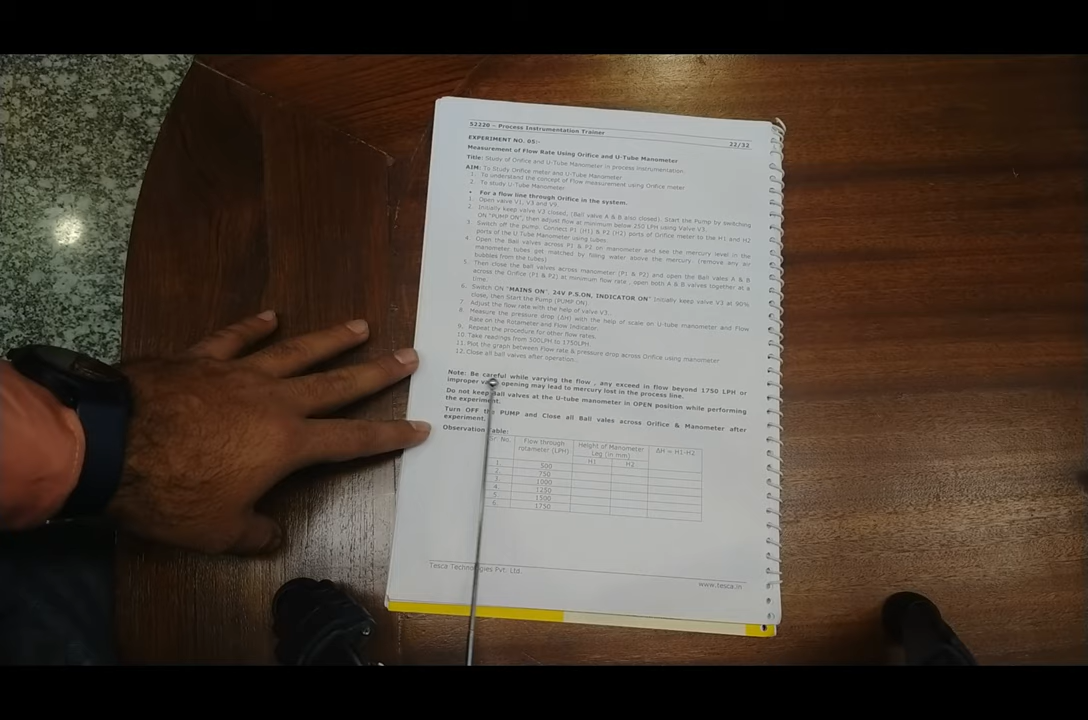 52220 - Process Instrumentation Trainer
22/32
EXPERIMENT NO. 05:-
Measurement of Flow Rate Using Orifice and U-Tube Manometer
Title: Study of Orifice and U-Tube Manometer in process instrumentation.
AIM: To Study Orifice meter and U-Tube Manometer
1. To understand the concept of Flow measurement using Orifice meter
2. To study U-Tube Manometer
• For a flow line through Orifice in the system.
1. Open valve V1, V3 and V9.
2. Initially keep valve V3 closed, (Ball valve A & B also closed). Start the Pump by switching
ON "PUMP ON", then adjust flow at minimum below 250 LPH using Valve V3.
3. Switch off the pump. Connect P1 (H1) & P2 (H2) ports of Orifice meter to the H1 and H2
ports of the U Tube Manometer using tubes.
4. Open the Ball valves across P1 & P2 on manometer and see the mercury level in the
manometer tubes get matched by filling water above the mercury. (remove any air
bubbles from the tubes)
5. Then close the ball valves across manometer (P1 & P2) and open the Ball vales A & B
across the Orifice (P1 & P2) at minimum flow rate, open both A & B valves together at a
time.
6. Switch ON "MAINS ON", 24V P.S.ON, INDICATOR ON" Initially keep valve V3 at 90%
close, then Start the Pump (PUMP ON)
7. Adjust the flow rate with the help of valve V3.
8. Measure the pressure drop (ΔH) with the help of scale on U-tube manometer and Flow
Rate on the Rotameter and Flow Indicator.
9. Repeat the procedure for other flow rates.
10. Take readings from 500LPH to 1750LPH
11. Plot the graph between Flow rate & pressure drop across Orifice using manometer
12. Close all ball valves after operation.
Note: Be careful while varying the flow , any exceed in flow beyond 1750 LPH or
improper opening may lead to mercury lost in the process line.
Do not keep Ball valves at the U-tube manometer in OPEN position while performing
the experiment.
Turn OFF the PUMP and Close all Ball vales across Orifice & Manometer after
experiment.
Observation Table:
Sr. No. Flow through rotameter (LPH) Height of Manometer Leg (in mm) ΔH = H1-H2
H1 H2
1. 500
2. 750
3. 1000
4. 1250
5. 1500
6. 1750
Tesca Technologies Pvt. Ltd.
www.tesca.in